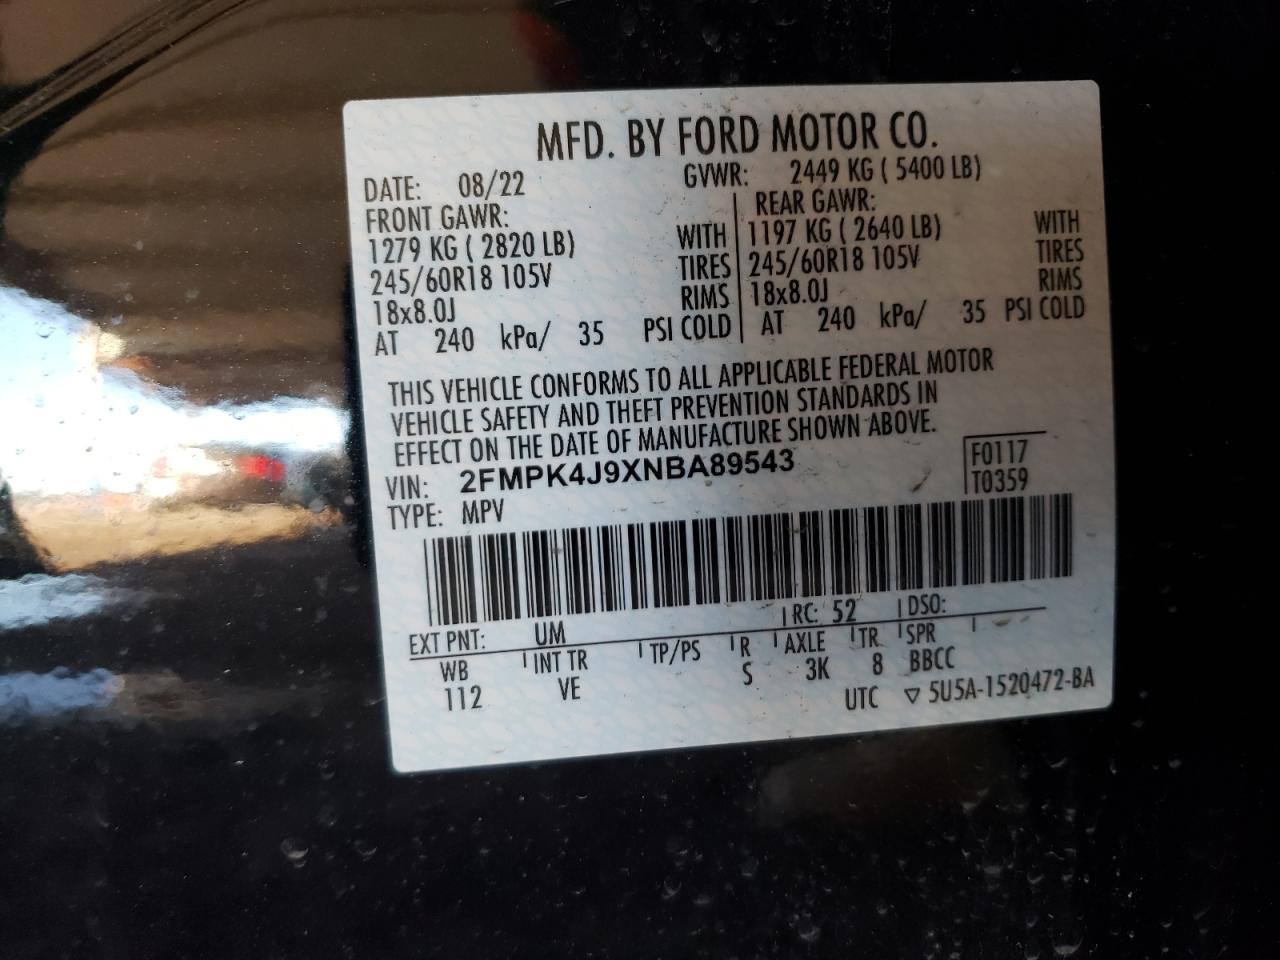 MFD. BY FORD MOTOR CO.
DATE: 08/22 GVWR: 2449 KG ( 5400 LB)
FRONT GAWR: REAR GAWR:
1279 KG ( 2820 LB) WITH 1197 KG ( 2640 LB) WITH
245/60R18 105V TIRES 245/60R18 105V TIRES
18x8.0J RIMS 18x8.0J RIMS
AT 240 kPa/ 35 PSI COLD AT 240 kPa/ 35 PSI COLD
THIS VEHICLE CONFORMS TO ALL APPLICABLE FEDERAL MOTOR
VEHICLE SAFETY AND THEFT PREVENTION STANDARDS IN
EFFECT ON THE DATE OF MANUFACTURE SHOWN ABOVE.
VIN: 2FMPK4J9XNBA89543 F0117
TYPE: MPV T0359
EXT PNT: UM RC: 52 DSO:
WB INT TR TP/PS R AXLE TR SPR
112 VE S 3K 8 BBCC
UTC ▽ 5U5A-1520472-BA